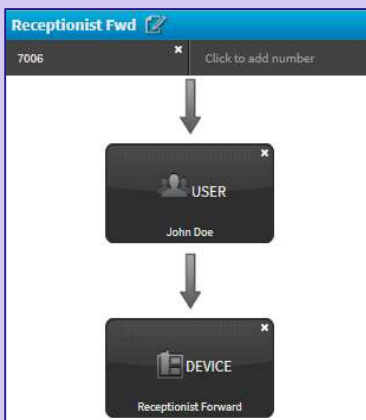 Receptionist Fwd
7006 Click to add number
USER
John Doe
DEVICE
Receptionist Forward